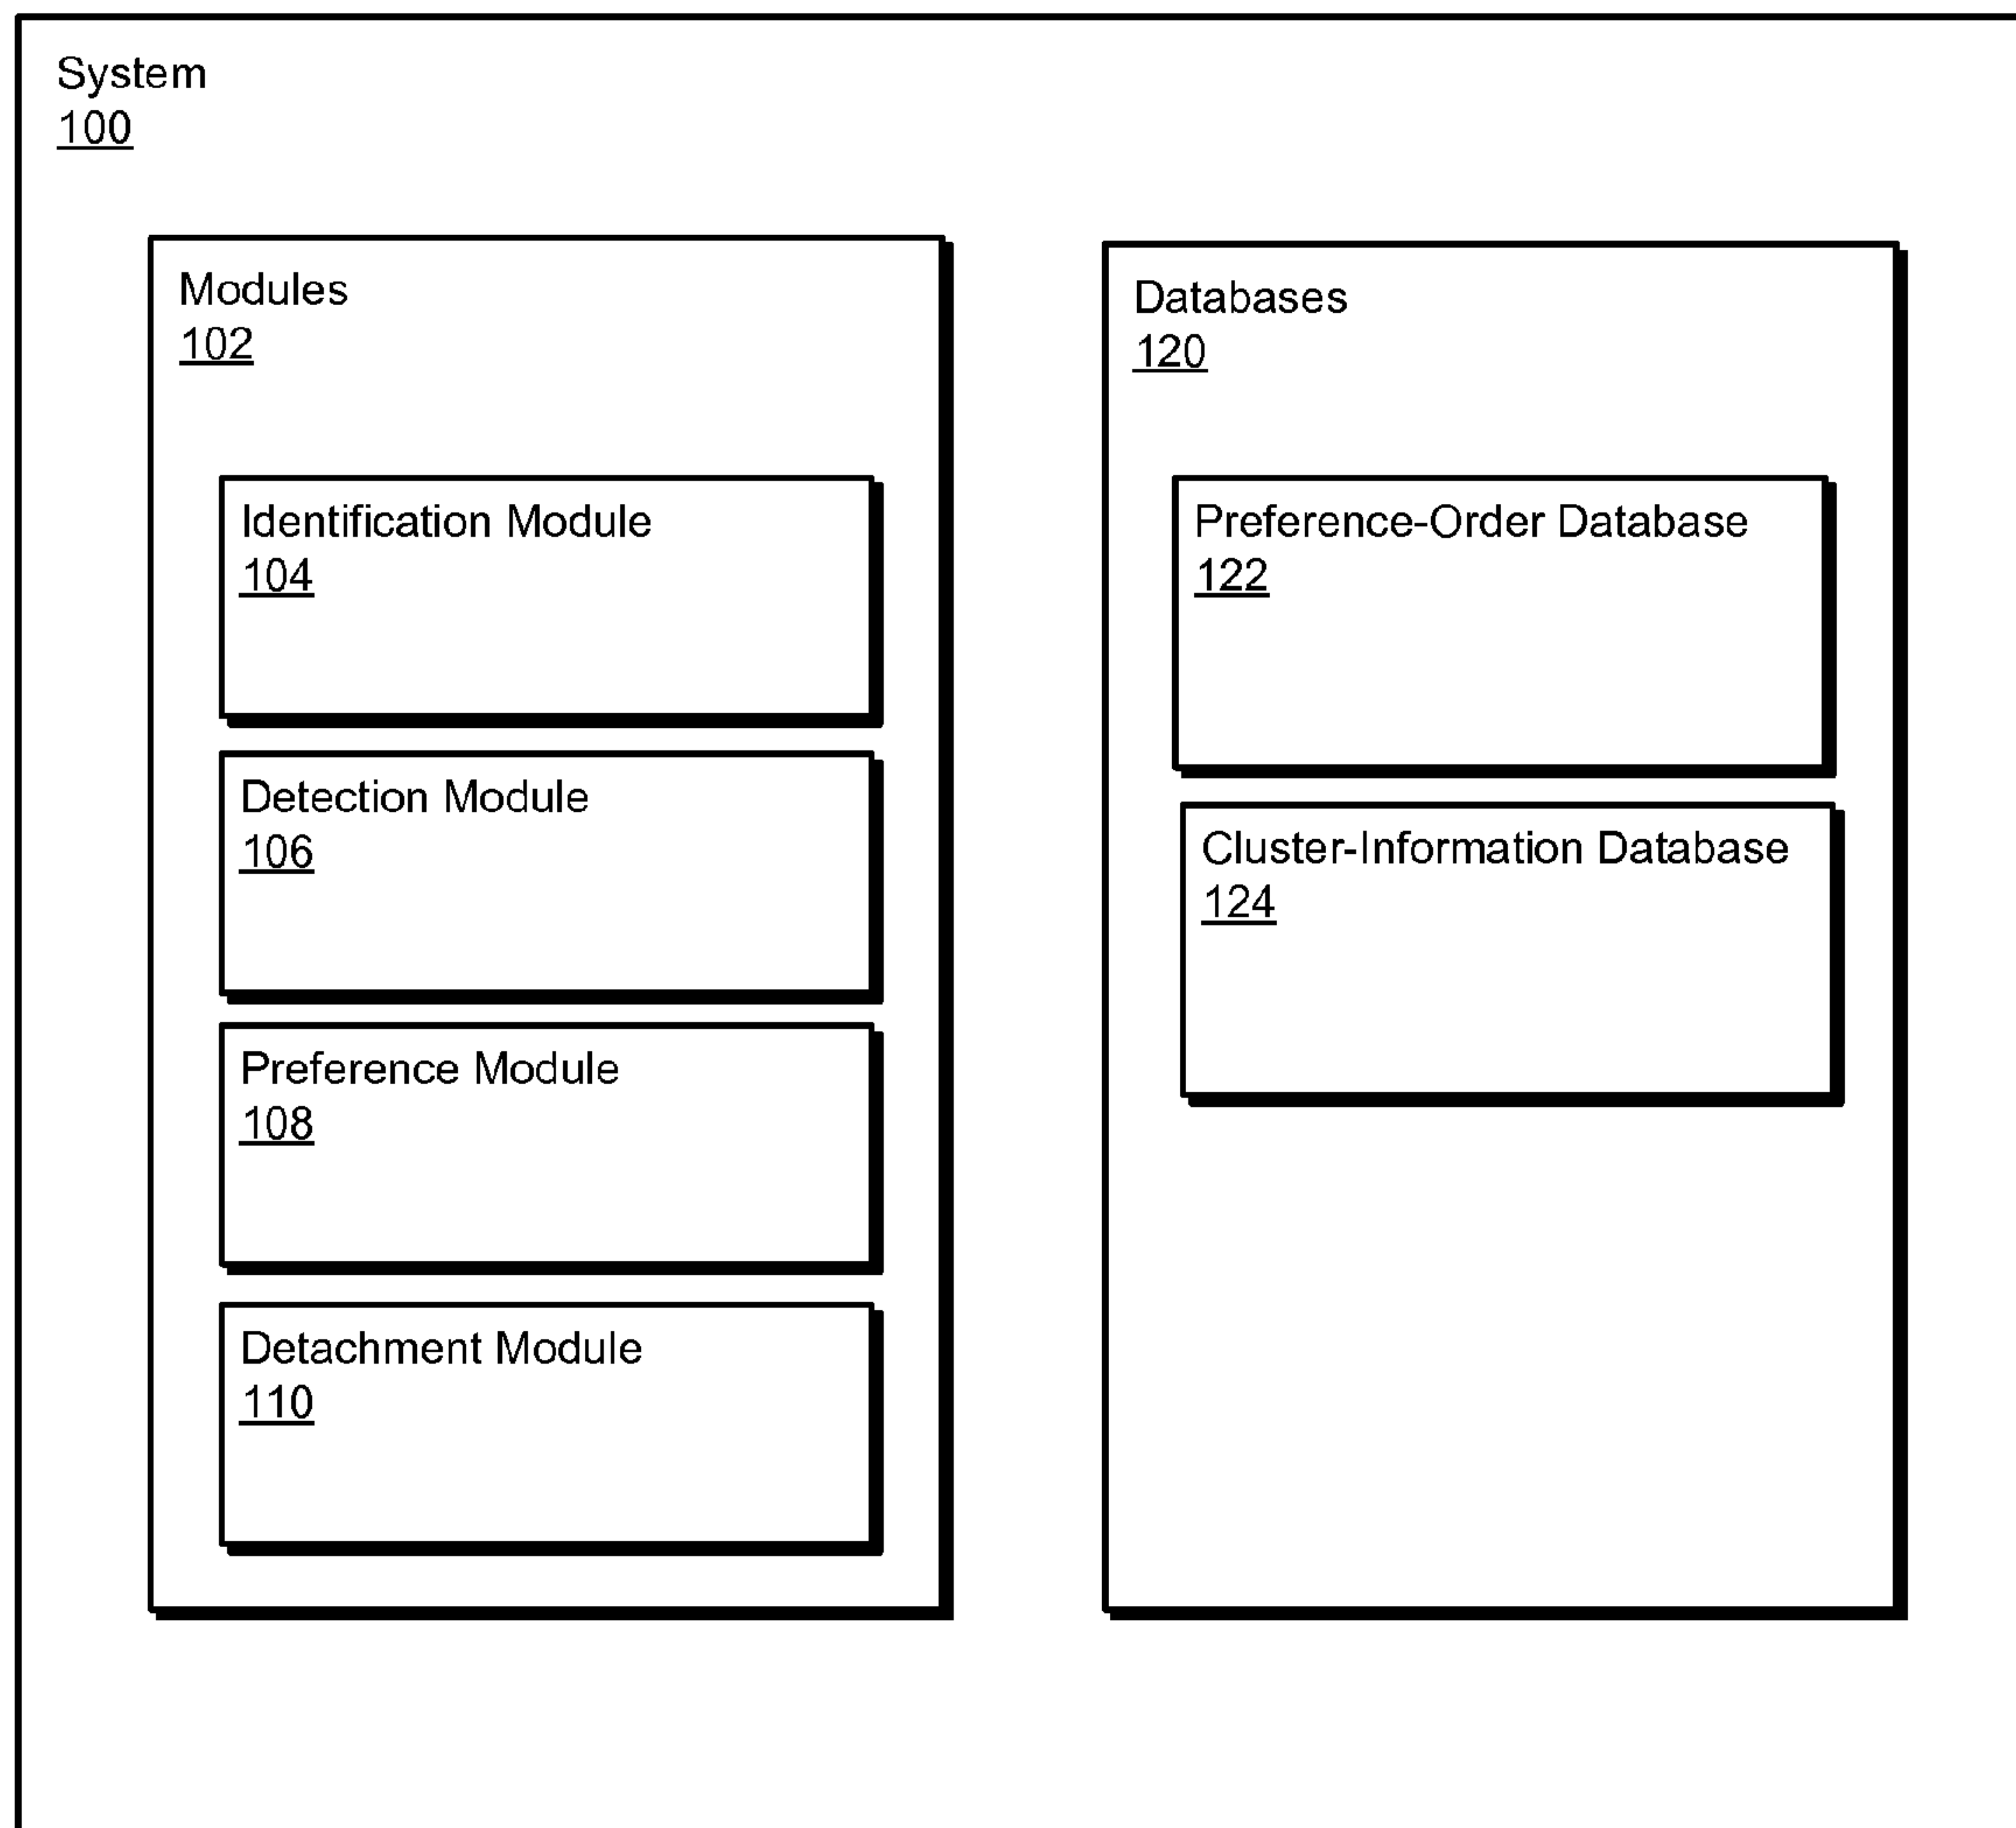 System
100
Modules
102
Identification Module
104
Detection Module
106
Preference Module
108
Detachment Module
110
Databases
120
Preference-Order Database
122
Cluster-Information Database
124